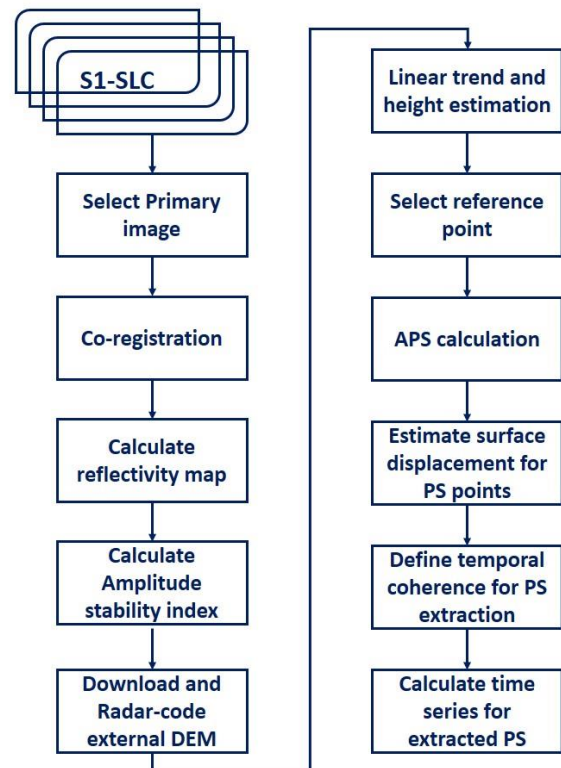 S1-SLC
Select Primary
image
Co-registration
Calculate
reflectivity map
Calculate
Amplitude
stability index
Download and
Radar-code
external DEM
Linear trend and
height estimation
Select reference
point
APS calculation
Estimate surface
displacement for
PS points
Define temporal
coherence for PS
extraction
Calculate time
series for
extracted PS